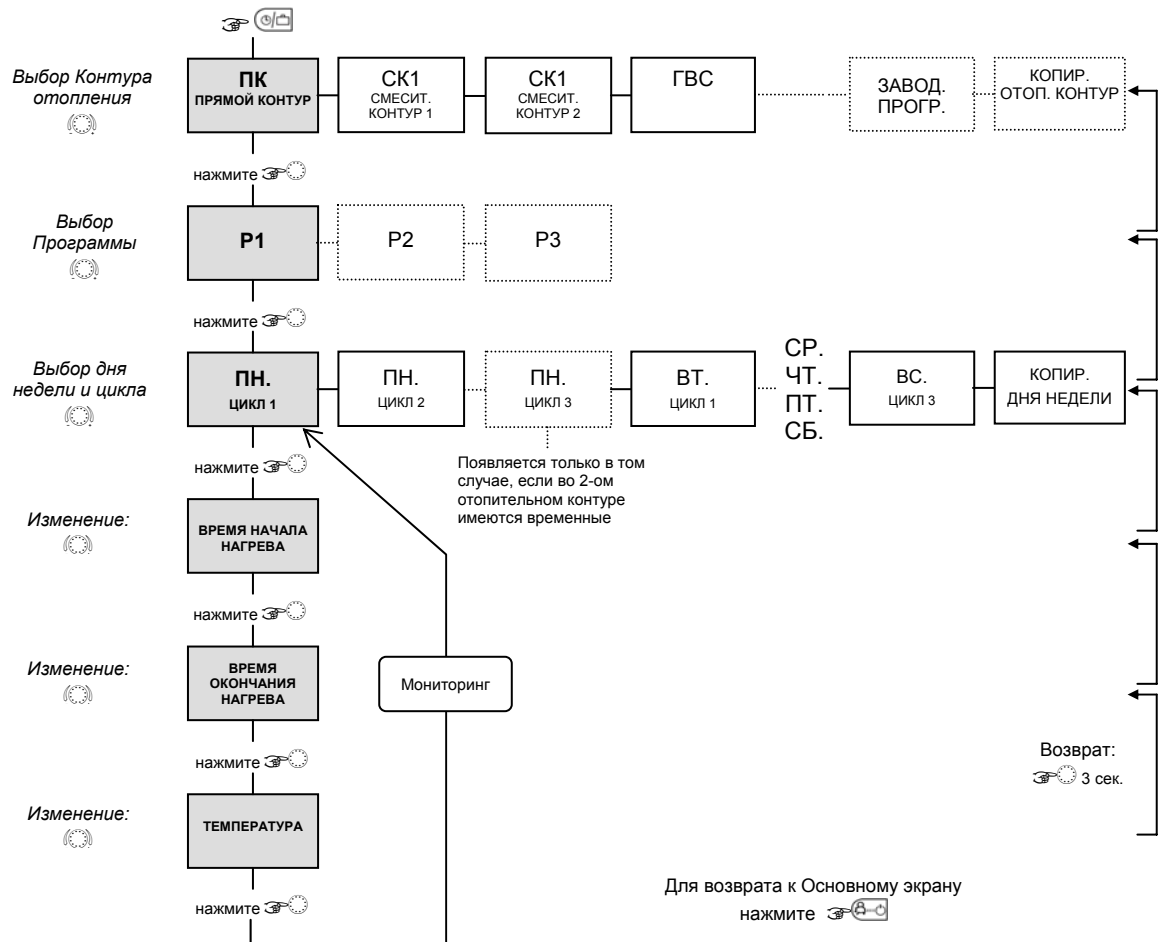 Выбор Контура
отопления
ПК
ПРЯМОЙ КОНТУР
СК1
СМЕСИТ.
КОНТУР 1
СК1
СМЕСИТ.
КОНТУР 2
ГВС
ЗАВОД.
ПРОГР.
КОПИР.
ОТОП. КОНТУР
нажмите
Выбор
Программы
P1
P2
P3
нажмите
Выбор дня
недели и цикла
ПН.
ЦИКЛ 1
ПН.
ЦИКЛ 2
ПН.
ЦИКЛ 3
ВТ.
ЦИКЛ 1
СР.
ЧТ.
ПТ.
СБ.
ВС.
ЦИКЛ 3
КОПИР.
ДНЯ НЕДЕЛИ
нажмите
Появляется только в том
случае, если во 2-ом
отопительном контуре
имеются временные
Изменение:
ВРЕМЯ НАЧАЛА
НАГРЕВА
нажмите
Изменение:
ВРЕМЯ
ОКОНЧАНИЯ
НАГРЕВА
Мониторинг
нажмите
Возврат:
3 сек.
Изменение:
ТЕМПЕРАТУРА
Для возврата к Основному экрану
нажмите
нажмите